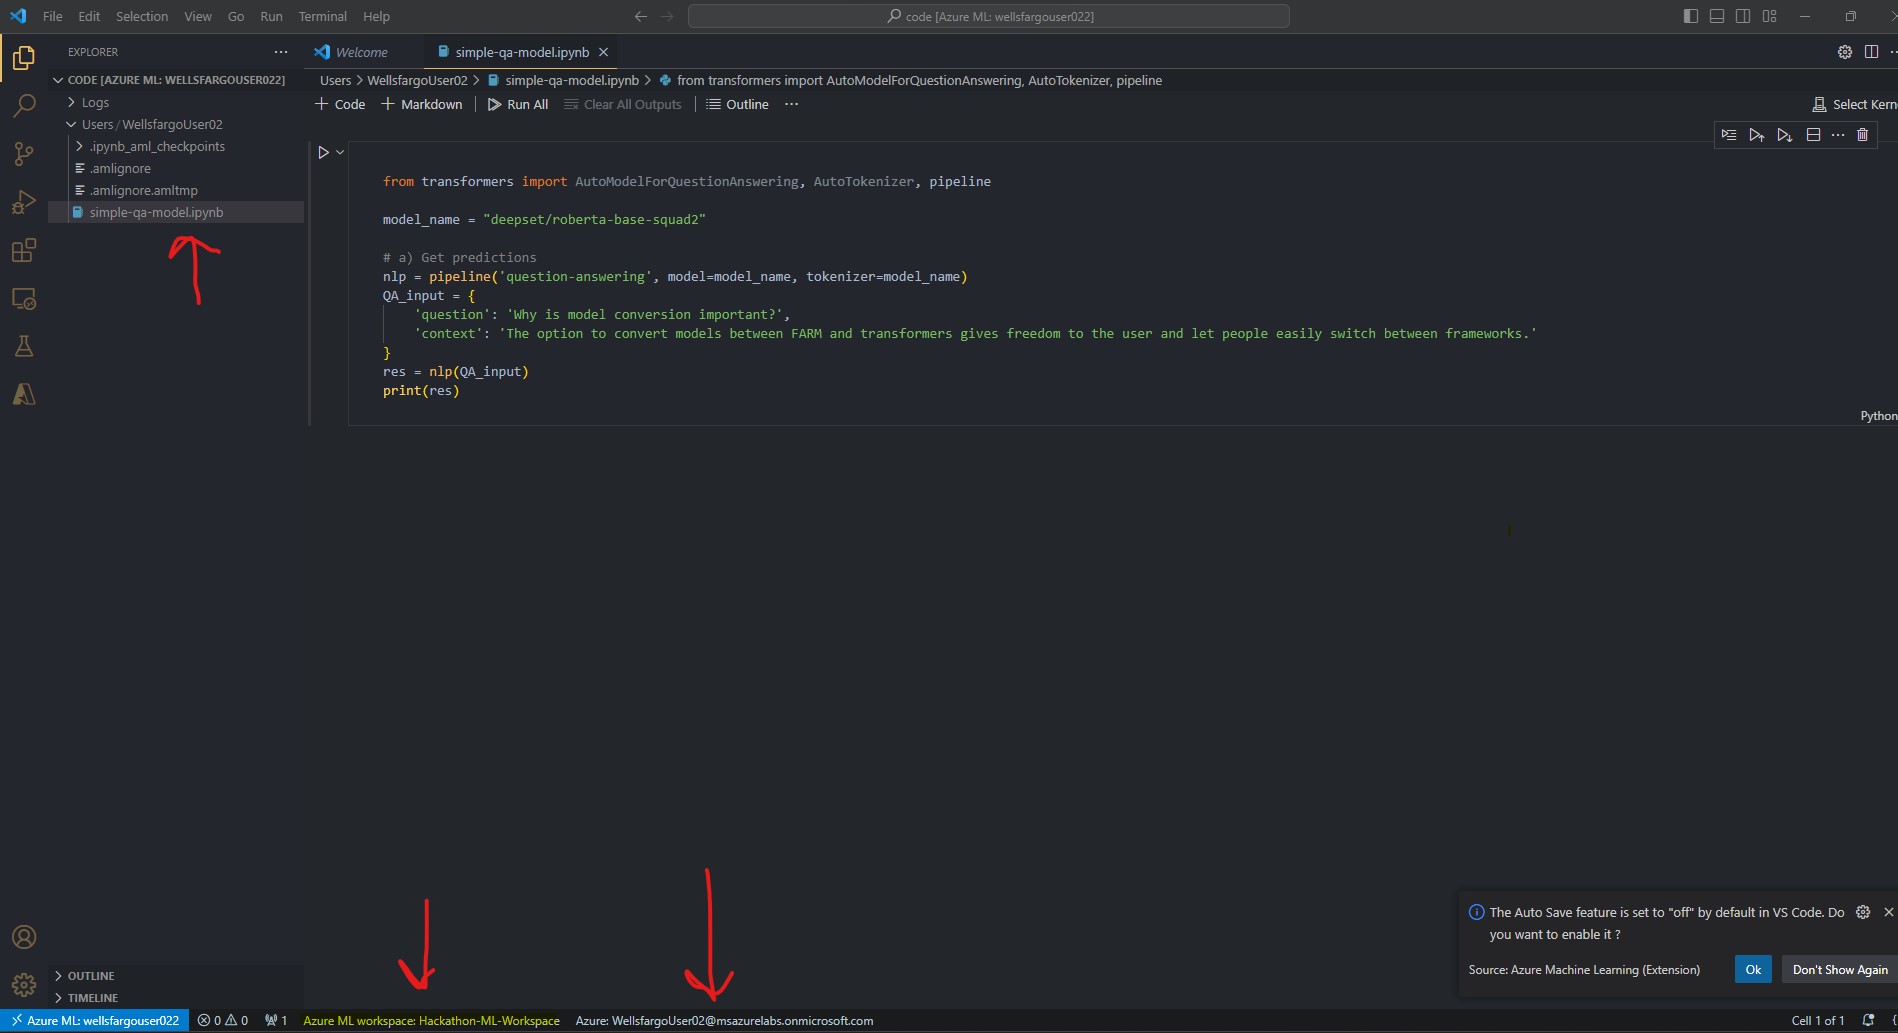 File Edit Selection View Go Run Terminal Help
code [Azure ML: wellsfargouser022]
EXPLORER
CODE [AZURE ML: WELLSFARGOUSER022]
Logs
Users / WellsfargoUser02
.ipynb_aml_checkpoints
.amlignore
.amlignore.amltmp
simple-qa-model.ipynb
Welcome
simple-qa-model.ipynb
Users > WellsfargoUser02 > simple-qa-model.ipynb > from transformers import AutoModelForQuestionAnswering, AutoTokenizer, pipeline
+ Code + Markdown Run All Clear All Outputs Outline ...
Select Kern
from transformers import AutoModelForQuestionAnswering, AutoTokenizer, pipeline
model_name = "deepset/roberta-base-squad2"
# a) Get predictions
nlp = pipeline('question-answering', model=model_name, tokenizer=model_name)
QA_input = {
'question': 'Why is model conversion important?',
'context': 'The option to convert models between FARM and transformers gives freedom to the user and let people easily switch between frameworks.'
}
res = nlp(QA_input)
print(res)
Python
The Auto Save feature is set to "off" by default in VS Code. Do
you want to enable it ?
Source: Azure Machine Learning (Extension)
Ok
Don't Show Again
OUTLINE
TIMELINE
Azure ML: wellsfargouser022 0 0 1 Azure ML workspace: Hackathon-ML-Workspace Azure: WellsfargoUser02@msazurelabs.onmicrosoft.com Cell 1 of 1